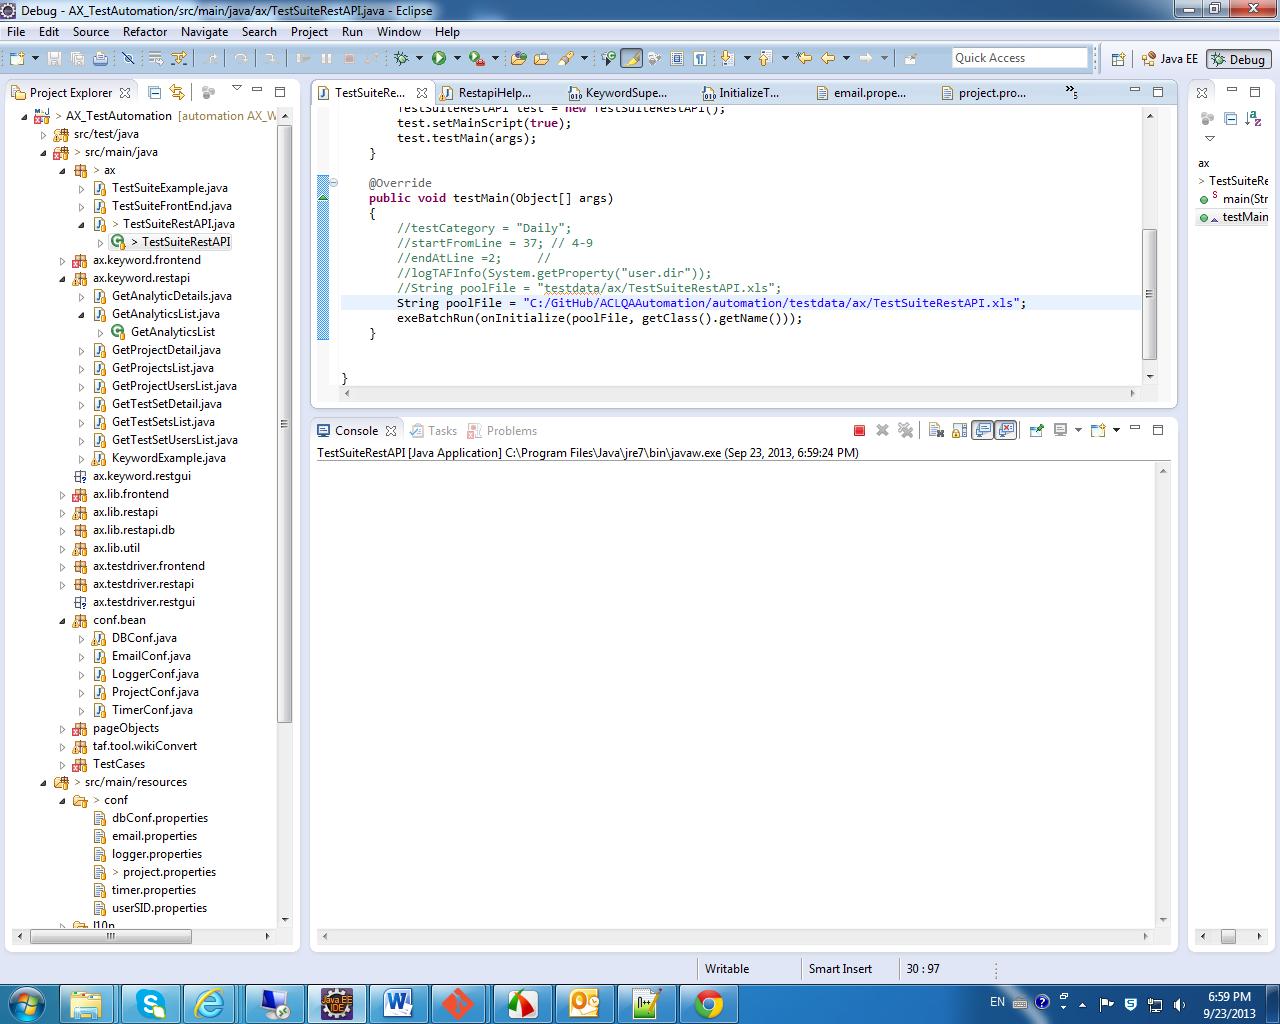 Debug - AX_TestAutomation/src/main/java/ax/TestSuiteRestAPI.java - Eclipse
File Edit Source Refactor Navigate Search Project Run Window Help
Quick Access
Java EE
Debug
Project Explorer
> AX_TestAutomation [automation AX_W
src/test/java
> src/main/java
> ax
TestSuiteExample.java
TestSuiteFrontEnd.java
> TestSuiteRestAPI.java
> TestSuiteRestAPI
ax.keyword.frontend
ax.keyword.restapi
GetAnalyticDetails.java
GetAnalyticsList.java
GetAnalyticsList
GetProjectDetail.java
GetProjectsList.java
GetProjectUsersList.java
GetTestSetDetail.java
GetTestSetsList.java
GetTestSetUsersList.java
KeywordExample.java
ax.keyword.restgui
ax.lib.frontend
ax.lib.restapi
ax.lib.restapi.db
ax.lib.util
ax.testdriver.frontend
ax.testdriver.restapi
ax.testdriver.restgui
conf.bean
DBConf.java
EmailConf.java
LoggerConf.java
ProjectConf.java
TimerConf.java
pageObjects
taf.tool.wikiConvert
TestCases
> src/main/resources
> conf
dbConf.properties
email.properties
logger.properties
> project.properties
timer.properties
userSID.properties
l10n
TestSuiteRe... RestapiHelp... KeywordSupe... InitializeT... email.prope... project.pro... »5
TestSuiteRestAPI test = new TestSuiteRestAPI();
test.setMainScript(true);
test.testMain(args);
}
@Override
public void testMain(Object[] args)
{
//testCategory = "Daily";
//startFromLine = 37; // 4-9
//endAtLine =2; //
//logTAFInfo(System.getProperty("user.dir"));
//String poolFile = "testdata/ax/TestSuiteRestAPI.xls";
String poolFile = "C:/GitHub/ACLQAAutomation/automation/testdata/ax/TestSuiteRestAPI.xls";
exeBatchRun(onInitialize(poolFile, getClass().getName()));
}
}
Console Tasks Problems
TestSuiteRestAPI [Java Application] C:\Program Files\Java\jre7\bin\javaw.exe (Sep 23, 2013, 6:59:24 PM)
ax
> TestSuiteRe
main(Str
testMain
Writable
Smart Insert
30 : 97
Java EE
IDE
EN
6:59 PM
9/23/2013